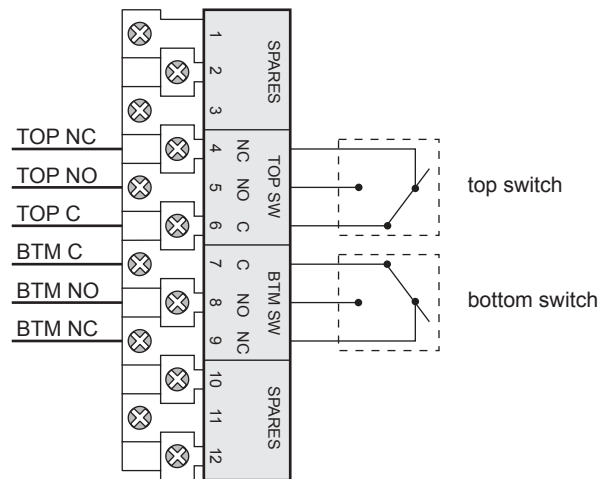 1
2
3
SPARES
TOP NC
4
NC
TOP NO
5
NO
TOP SW
TOP C
6
C
top switch
BTM C
7
C
BTM NO
8
NO
BTM SW
BTM NC
9
NC
bottom switch
10
11
12
SPARES